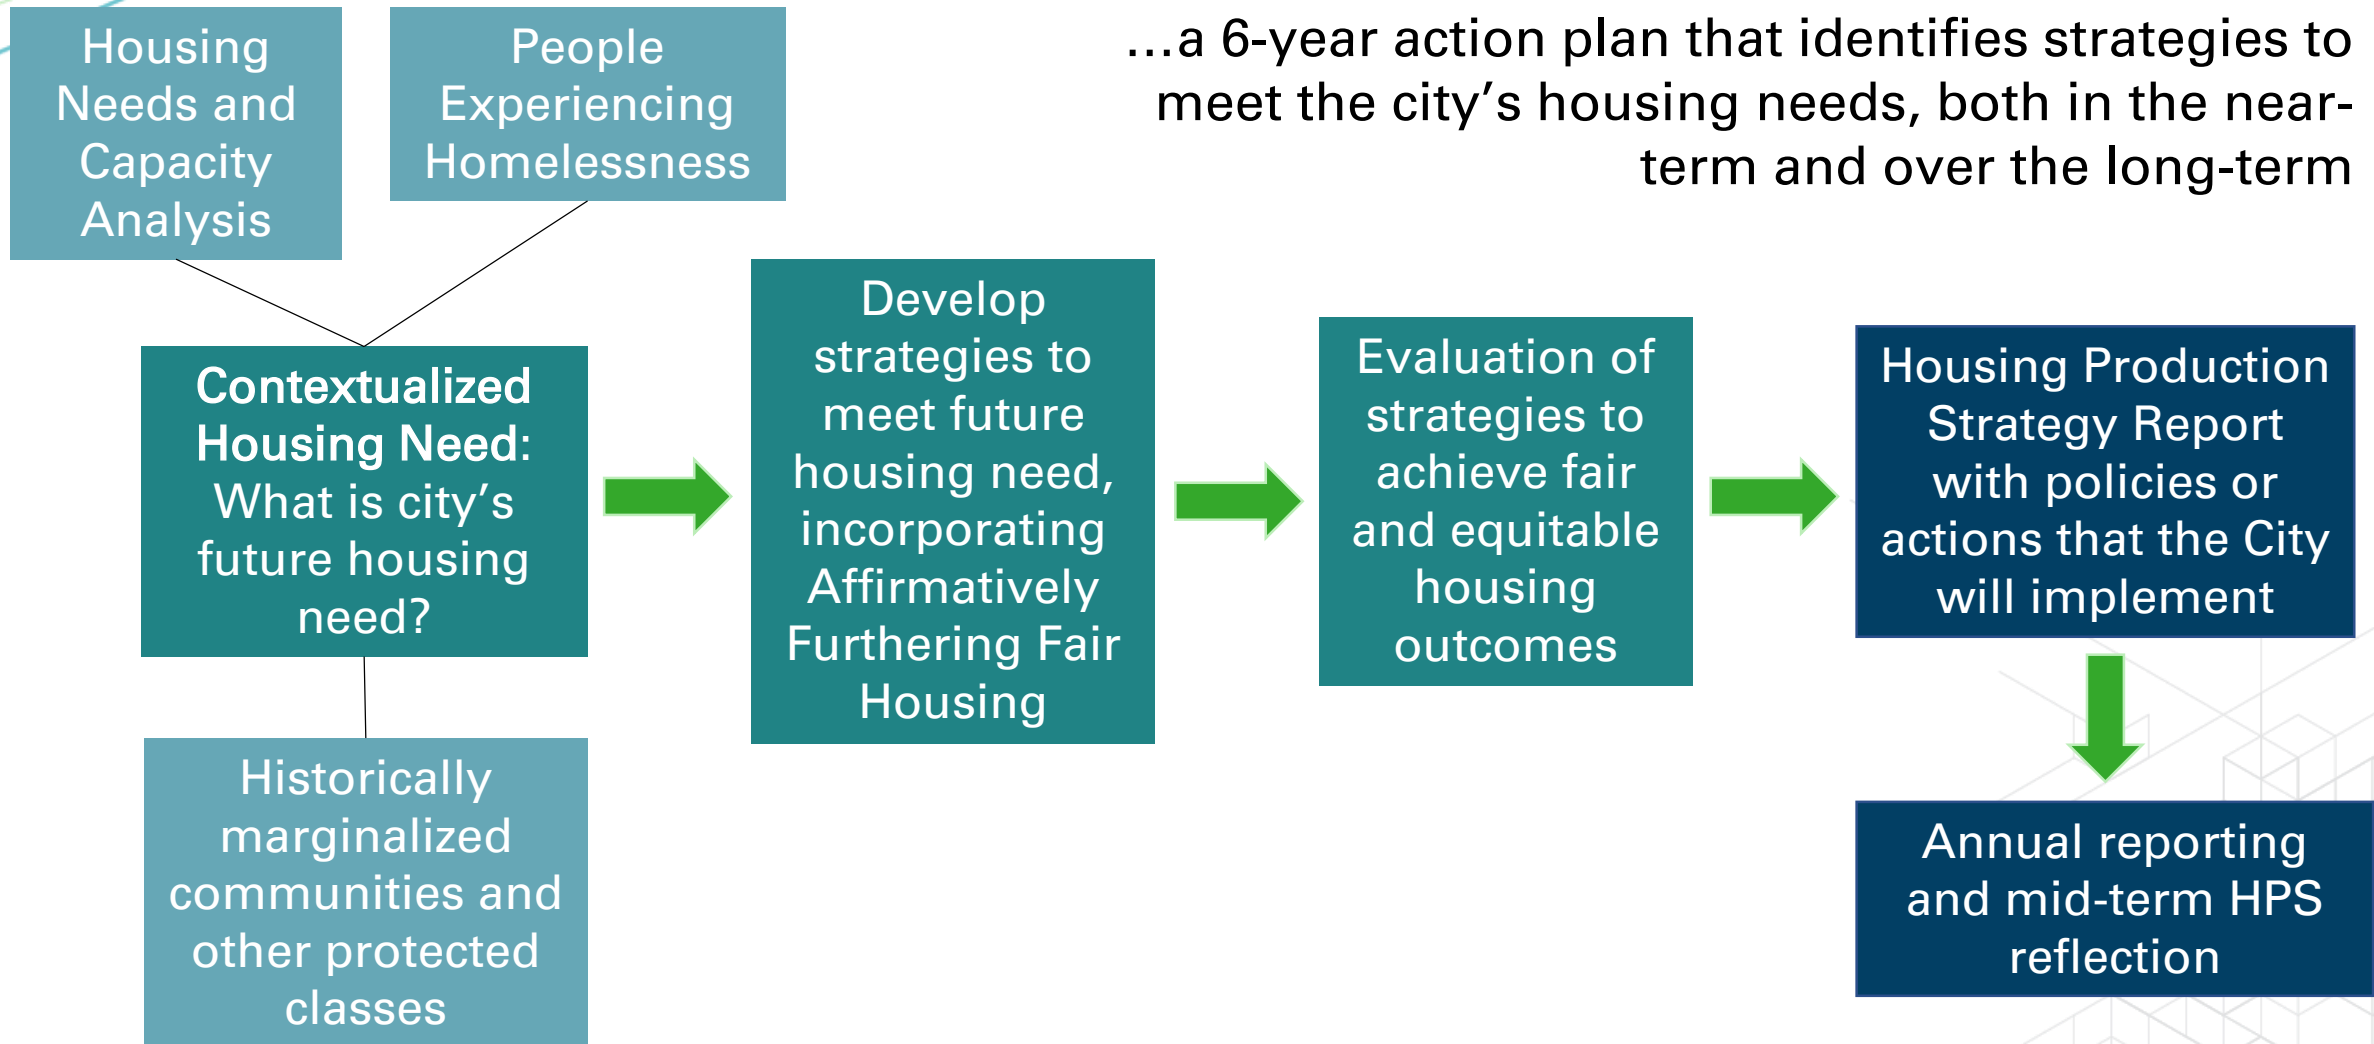 Housing
Needs and
Capacity
Analysis
People
Experiencing
Homelessness
…a 6-year action plan that identifies strategies to
meet the city’s housing needs, both in the near-
term and over the long-term
Contextualized
Housing Need:
What is city’s
future housing
need?
Historically
marginalized
communities and
other protected
classes
Develop
strategies to
meet future
housing need,
incorporating
Affirmatively
Furthering Fair
Housing
Evaluation of
strategies to
achieve fair
and equitable
housing
outcomes
Housing Production
Strategy Report
with policies or
actions that the City
will implement
Annual reporting
and mid-term HPS
reflection